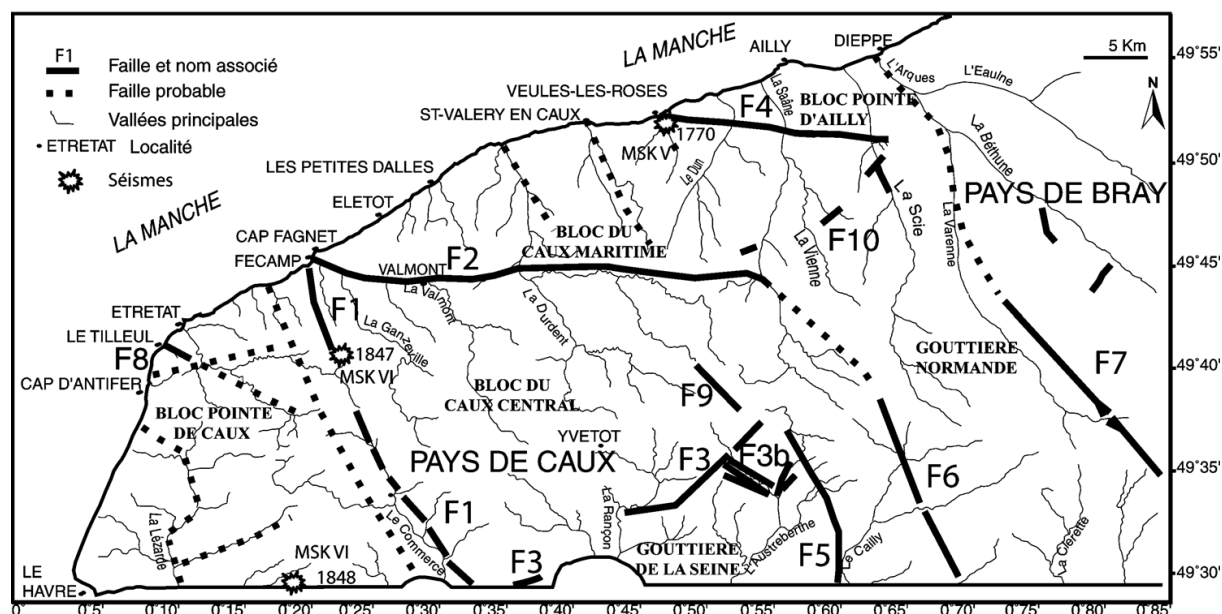 F1
Faille et nom associé
Faille probable
Vallées principales
ETRETAT Localité
Séismes
LA MANCHE
LA MANCHE
5 Km
N
DIEPPE
AILLY
VEULES-LES-ROSES
ST-VALERY EN CAUX
LES PETITES DALLES
ELETOT
CAP FAGNET
FECAMP
ETRETAT
LE TILLEUL
CAP D'ANTIFER
LE
HAVRE
VALMONT
YVETOT
L'Arques
L'Eaulne
La Béthune
La Saâne
Le Dun
La Vienne
La Scie
La Varenne
La Valmont
La Ganzeville
La Durdent
La Lézarde
Le Commerce
La Rançon
L'Austreberthe
Le Cailly
La Clerette
F4
BLOC POINTE
D'AILLY
1770
MSK V
PAYS DE BRAY
BLOC DU
CAUX MARITIME
F10
F2
F1
1847
MSK VI
F8
BLOC POINTE
DE CAUX
BLOC DU
CAUX CENTRAL
GOUTTIERE
NORMANDE
F7
F9
PAYS DE CAUX
F3
F3b
F6
F1
F3
GOUTTIERE
DE LA SEINE
F5
MSK VI
1848
49°55'
49°50'
49°45'
49°40'
49°35'
49°30'
0°5' 0°10' 0°15' 0°20' 0°25' 0°30' 0°35' 0°40' 0°45' 0°50' 0°55' 0°60' 0°65' 0°70' 0°75' 0°80' 0°85'